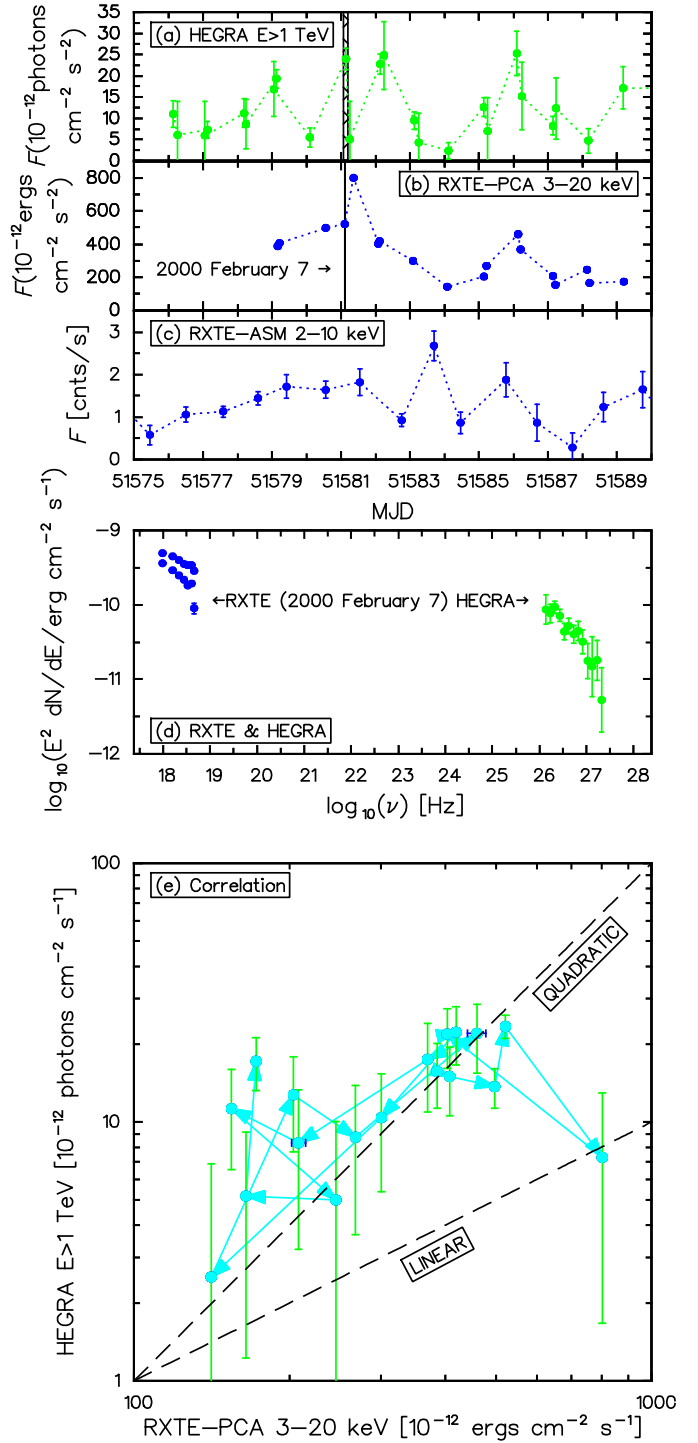 (a) HEGRA E>1 TeV
F(10⁻¹²photons
cm⁻² s⁻²)
35
30
25
20
15
10
5
0
(b) RXTE−PCA 3−20 keV
F(10⁻¹²ergs
cm⁻² s⁻²)
800
600
400
200
0
2000 February 7 →
(c) RXTE−ASM 2−10 keV
F [cnts/s]
3
2
1
0
51575 51577 51579 51581 51583 51585 51587 51589
MJD
log₁₀(E² dN/dE/erg cm⁻² s⁻¹)
−9
−10
−11
−12
←RXTE (2000 February 7) HEGRA→
(d) RXTE & HEGRA
18 19 20 21 22 23 24 25 26 27 28
log₁₀(ν) [Hz]
(e) Correlation
HEGRA E>1 TeV [10⁻¹² photons cm⁻² s⁻¹]
100
10
1
QUADRATIC
LINEAR
100 1000
RXTE−PCA 3−20 keV [10⁻¹² ergs cm⁻² s⁻¹]